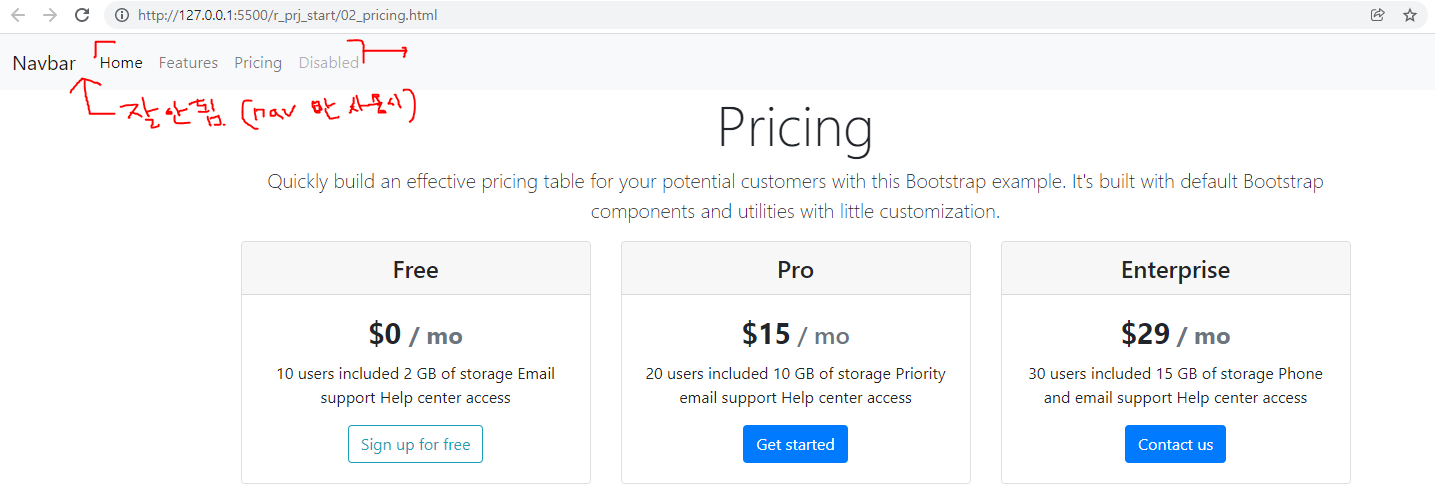 http://127.0.0.1:5500/r_prj_start/02_pricing.html
Navbar Home Features Pricing Disabled
잘안됨. (nav 만 사용시)
Pricing
Quickly build an effective pricing table for your potential customers with this Bootstrap example. It's built with default Bootstrap
components and utilities with little customization.
Free
$0 / mo
10 users included 2 GB of storage Email
support Help center access
Sign up for free
Pro
$15 / mo
20 users included 10 GB of storage Priority
email support Help center access
Get started
Enterprise
$29 / mo
30 users included 15 GB of storage Phone
and email support Help center access
Contact us